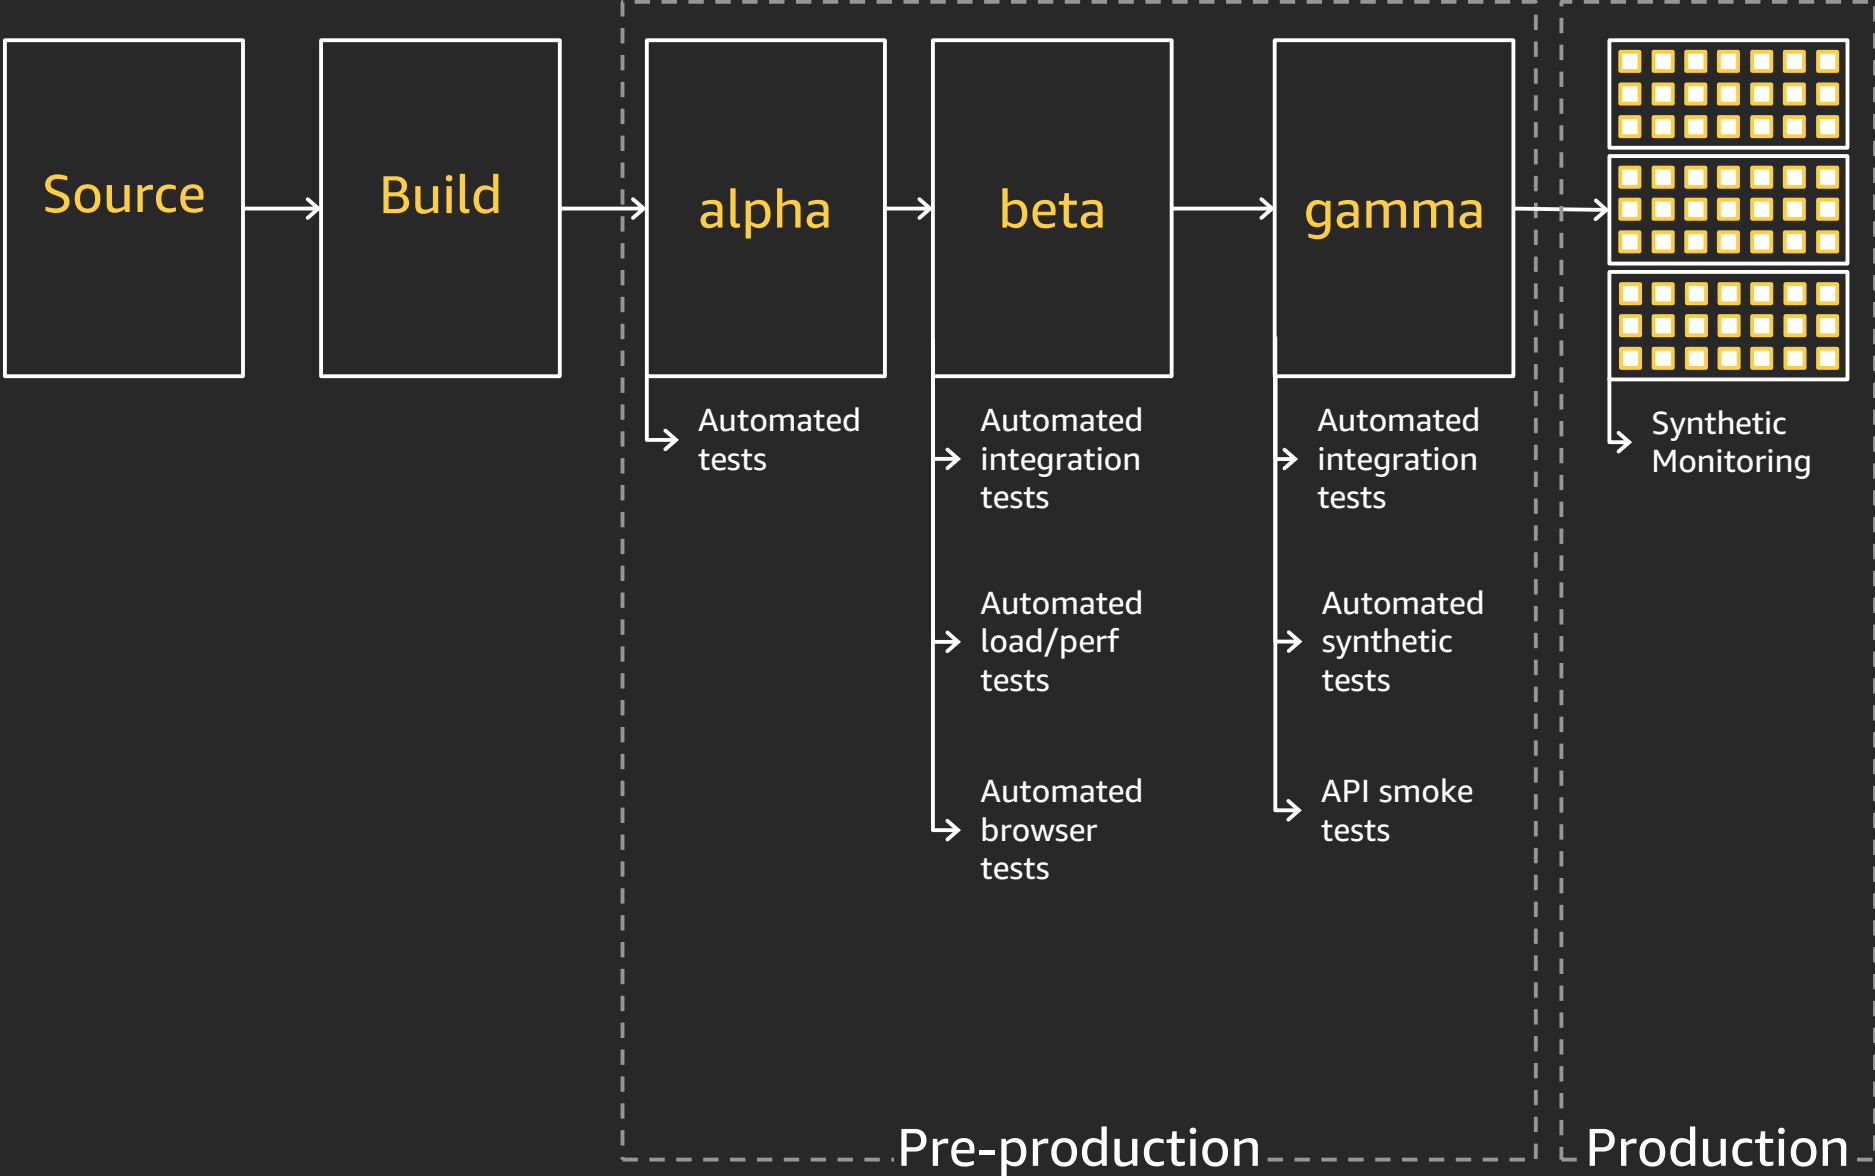 Source
Build
alpha
beta
gamma
Automated
tests
Automated
integration
tests
Automated
load/perf
tests
Automated
browser
tests
Automated
integration
tests
Automated
synthetic
tests
API smoke
tests
Synthetic
Monitoring
Pre-production
Production